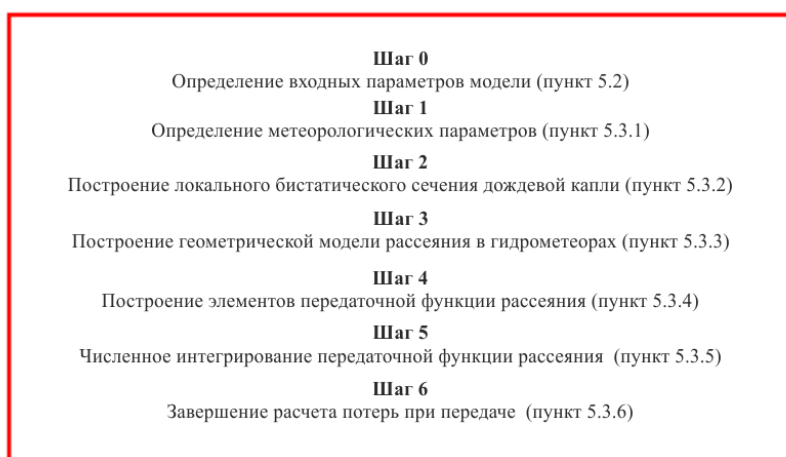 Шаг 0
Определение входных параметров модели (пункт 5.2)
Шаг 1
Определение метеорологических параметров (пункт 5.3.1)
Шаг 2
Построение локального бистатического сечения дождевой капли (пункт 5.3.2)
Шаг 3
Построение геометрической модели рассеяния в гидрометеорах (пункт 5.3.3)
Шаг 4
Построение элементов передаточной функции рассеяния (пункт 5.3.4)
Шаг 5
Численное интегрирование передаточной функции рассеяния (пункт 5.3.5)
Шаг 6
Завершение расчета потерь при передаче (пункт 5.3.6)